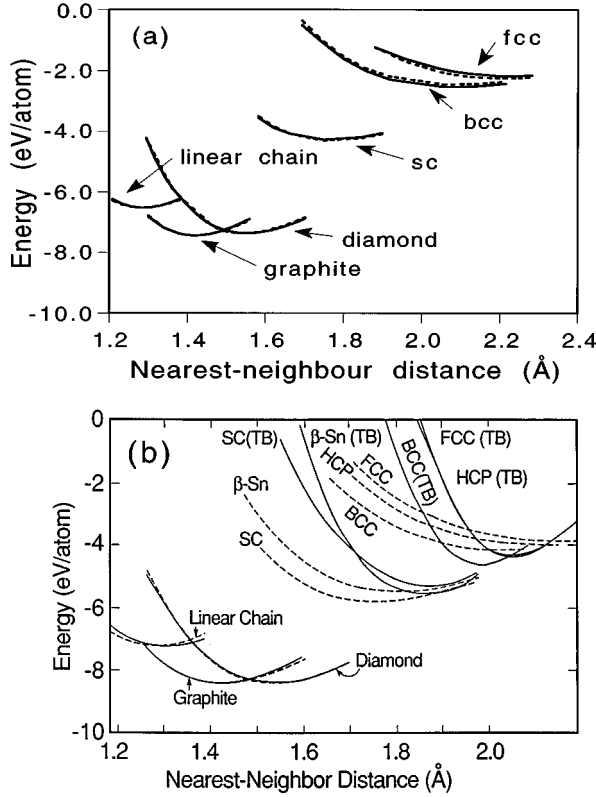 (a)
0.0
-2.0
-4.0
-6.0
-8.0
-10.0
Energy (eV/atom)
fcc
bcc
sc
linear chain
diamond
graphite
1.2 1.4 1.6 1.8 2.0 2.2 2.4
Nearest-neighbour distance (Å)
(b)
0
-2
-4
-6
-8
-10
Energy (eV/atom)
SC(TB)
β-Sn (TB)
BCC(TB)
FCC (TB)
HCP (TB)
FCC
HCP
BCC
β-Sn
SC
Linear Chain
Diamond
Graphite
1.2 1.4 1.6 1.8 2.0
Nearest-Neighbor Distance (Å)